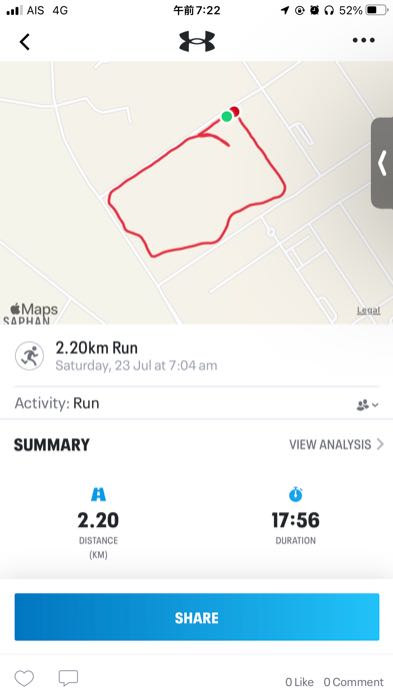 AIS 4G 午前7:22 52%
Maps
SAPHAN
Legal
2.20km Run
Saturday, 23 Jul at 7:04 am
Activity: Run
SUMMARY
VIEW ANALYSIS
2.20
DISTANCE
(KM)
17:56
DURATION
SHARE
0 Like 0 Comment